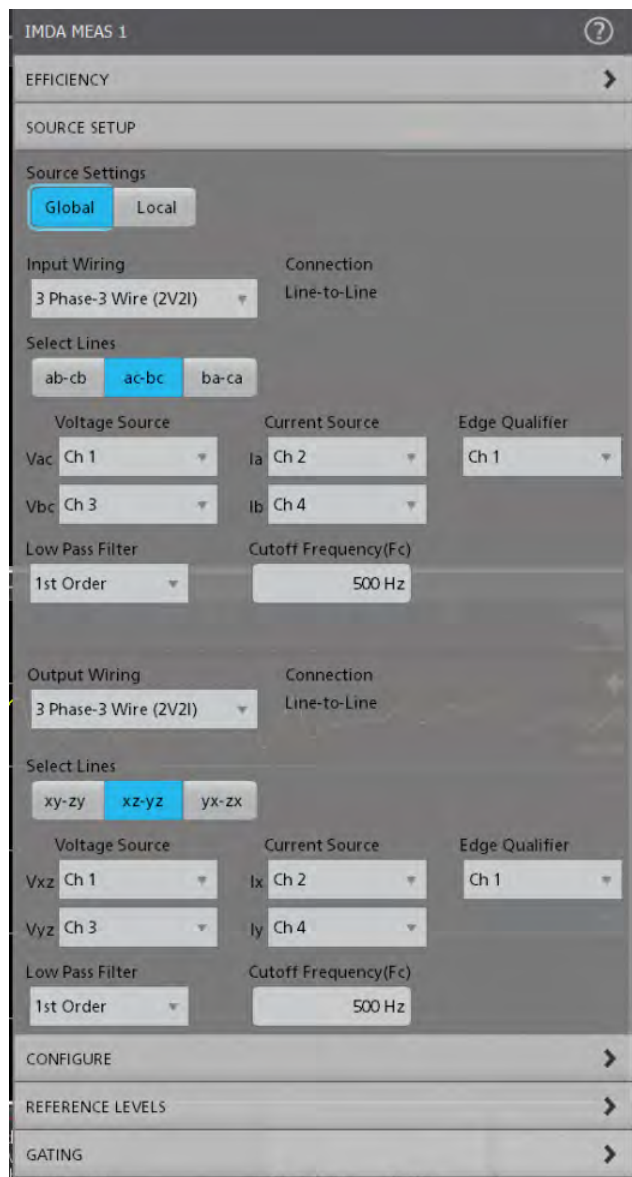 IMDA MEAS 1 ?
EFFICIENCY
SOURCE SETUP
Source Settings
Global Local
Input Wiring Connection
3 Phase-3 Wire (2V2I) Line-to-Line
Select Lines
ab-cb ac-bc ba-ca
Voltage Source Current Source Edge Qualifier
Vac Ch 1 Ia Ch 2 Ch 1
Vbc Ch 3 Ib Ch 4
Low Pass Filter Cutoff Frequency(Fc)
1st Order 500 Hz
Output Wiring Connection
3 Phase-3 Wire (2V2I) Line-to-Line
Select Lines
xy-zy xz-yz yx-zx
Voltage Source Current Source Edge Qualifier
Vxz Ch 1 Ix Ch 2 Ch 1
Vyz Ch 3 Iy Ch 4
Low Pass Filter Cutoff Frequency(Fc)
1st Order 500 Hz
CONFIGURE
REFERENCE LEVELS
GATING